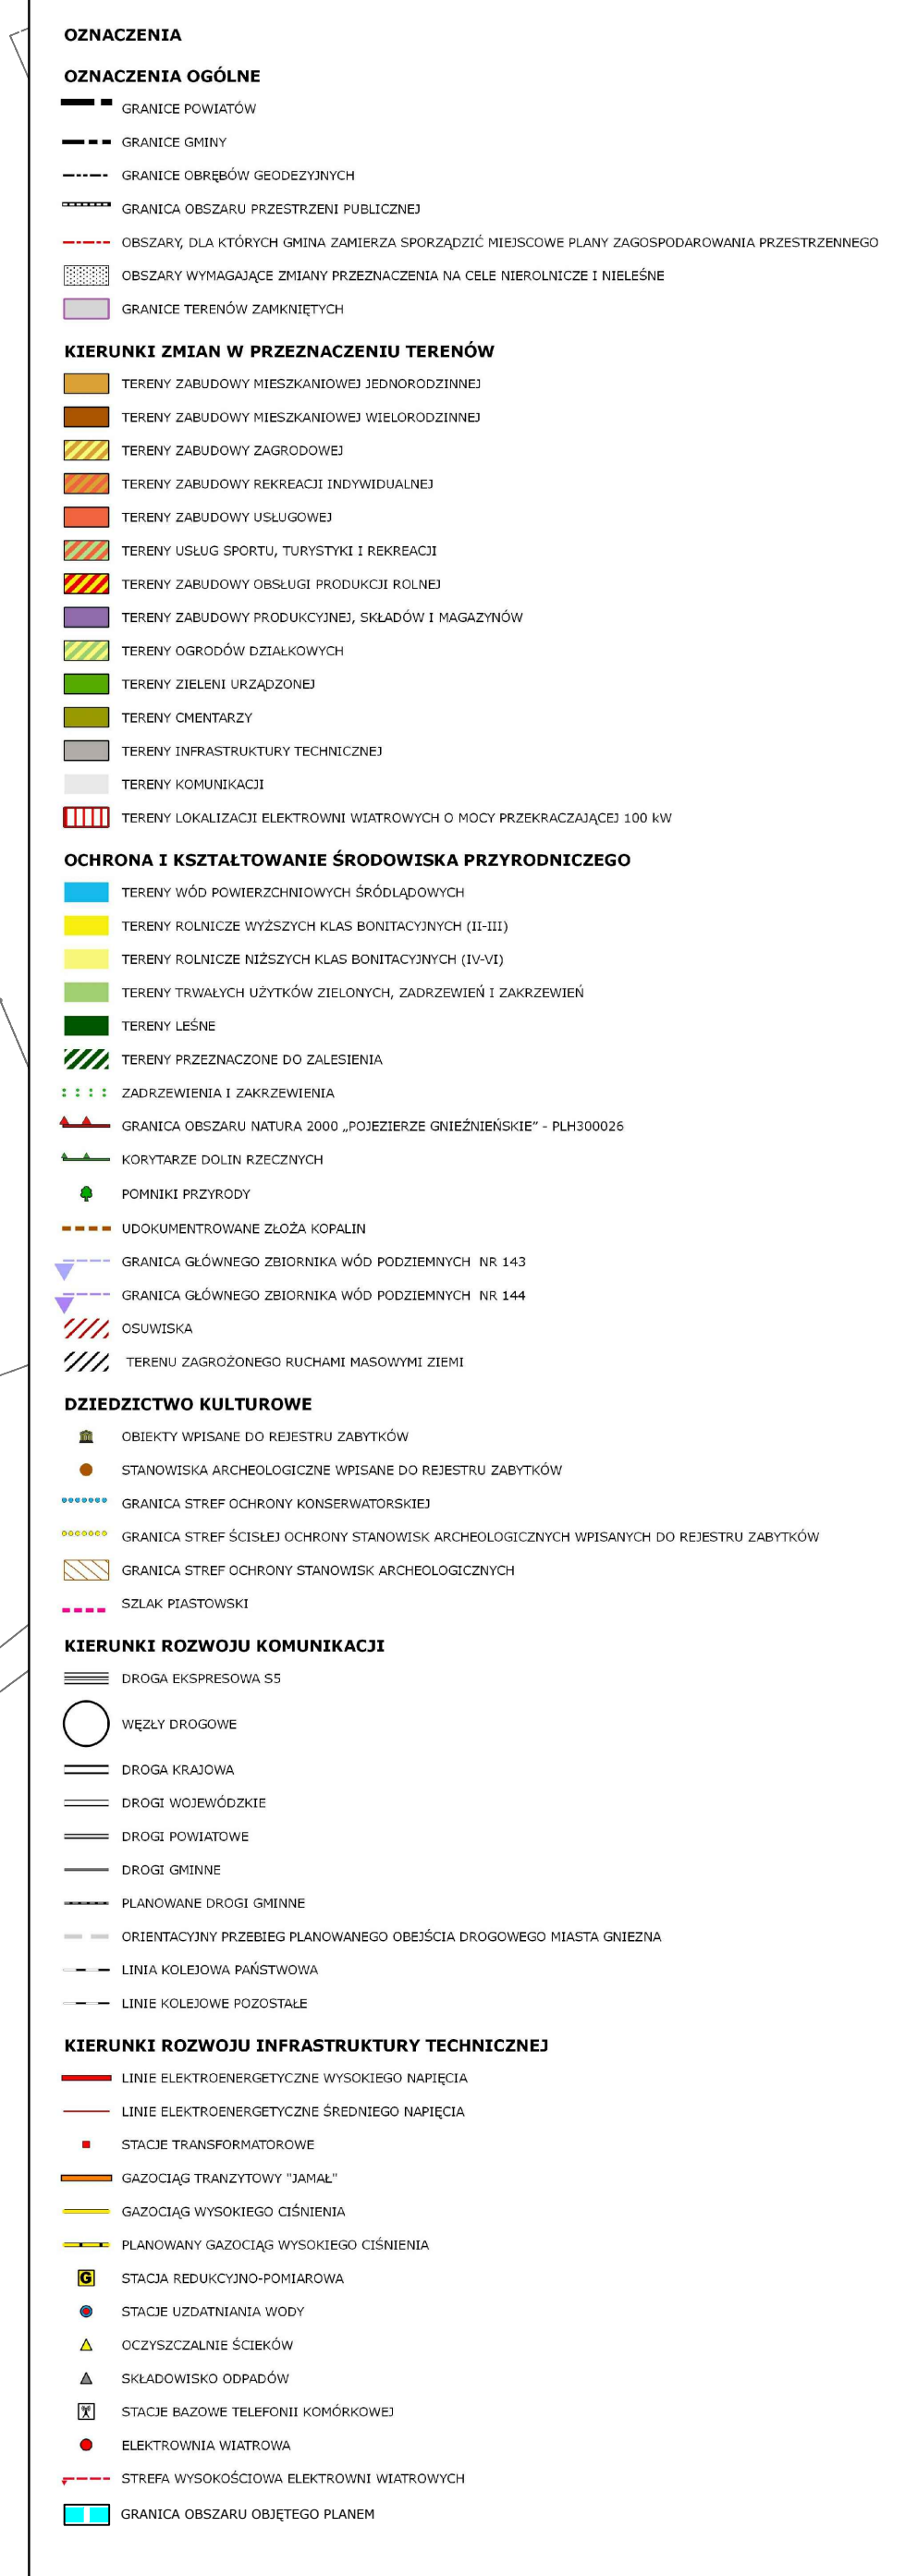 OZNACZENIA
OZNACZENIA OGÓLNE
GRANICE POWIATÓW
GRANICE GMINY
GRANICE OBRĘBÓW GEODEZYJNYCH
GRANICA OBSZARU PRZESTRZENI PUBLICZNEJ
OBSZARY, DLA KTÓRYCH GMINA ZAMIERZA SPORZĄDZIĆ MIEJSCOWE PLANY ZAGOSPODAROWANIA PRZESTRZENNEGO
OBSZARY WYMAGAJĄCE ZMIANY PRZEZNACZENIA NA CELE NIEROLNICZE I NIELEŚNE
GRANICE TERENÓW ZAMKNIĘTYCH
KIERUNKI ZMIAN W PRZEZNACZENIU TERENÓW
TERENY ZABUDOWY MIESZKANIOWEJ JEDNORODZINNEJ
TERENY ZABUDOWY MIESZKANIOWEJ WIELORODZINNEJ
TERENY ZABUDOWY ZAGRODOWEJ
TERENY ZABUDOWY REKREACJI INDYWIDUALNEJ
TERENY ZABUDOWY USŁUGOWEJ
TERENY USŁUG SPORTU, TURYSTYKI I REKREACJI
TERENY ZABUDOWY OBSŁUGI PRODUKCJI ROLNEJ
TERENY ZABUDOWY PRODUKCYJNEJ, SKŁADÓW I MAGAZYNÓW
TERENY OGRODÓW DZIAŁKOWYCH
TERENY ZIELENI URZĄDZONEJ
TERENY CMENTARZY
TERENY INFRASTRUKTURY TECHNICZNEJ
TERENY KOMUNIKACJI
TERENY LOKALIZACJI ELEKTROWNI WIATROWYCH O MOCY PRZEKRACZAJĄCEJ 100 kW
OCHRONA I KSZTAŁTOWANIE ŚRODOWISKA PRZYRODNICZEGO
TERENY WÓD POWIERZCHNIOWYCH ŚRÓDLĄDOWYCH
TERENY ROLNICZE WYŻSZYCH KLAS BONITACYJNYCH (II-III)
TERENY ROLNICZE NIŻSZYCH KLAS BONITACYJNYCH (IV-VI)
TERENY TRWAŁYCH UŻYTKÓW ZIELONYCH, ZADRZEWIEŃ I ZAKRZEWIEŃ
TERENY LEŚNE
TERENY PRZEZNACZONE DO ZALESIENIA
ZADRZEWIENIA I ZAKRZEWIENIA
GRANICA OBSZARU NATURA 2000 „POJEZIERZE GNIEŹNIEŃSKIE” - PLH300026
KORYTARZE DOLIN RZECZNYCH
POMNIKI PRZYRODY
UDOKUMENTROWANE ZŁOŻA KOPALIN
GRANICA GŁÓWNEGO ZBIORNIKA WÓD PODZIEMNYCH NR 143
GRANICA GŁÓWNEGO ZBIORNIKA WÓD PODZIEMNYCH NR 144
OSUWISKA
TERENU ZAGROŻONEGO RUCHAMI MASOWYMI ZIEMI
DZIEDZICTWO KULTUROWE
OBIEKTY WPISANE DO REJESTRU ZABYTKÓW
STANOWISKA ARCHEOLOGICZNE WPISANE DO REJESTRU ZABYTKÓW
GRANICA STREF OCHRONY KONSERWATORSKIEJ
GRANICA STREF ŚCISŁEJ OCHRONY STANOWISK ARCHEOLOGICZNYCH WPISANYCH DO REJESTRU ZABYTKÓW
GRANICA STREF OCHRONY STANOWISK ARCHEOLOGICZNYCH
SZLAK PIASTOWSKI
KIERUNKI ROZWOJU KOMUNIKACJI
DROGA EKSPRESOWA S5
WĘZŁY DROGOWE
DROGA KRAJOWA
DROGI WOJEWÓDZKIE
DROGI POWIATOWE
DROGI GMINNE
PLANOWANE DROGI GMINNE
ORIENTACYJNY PRZEBIEG PLANOWANEGO OBEJŚCIA DROGOWEGO MIASTA GNIEZNA
LINIA KOLEJOWA PAŃSTWOWA
LINIE KOLEJOWE POZOSTAŁE
KIERUNKI ROZWOJU INFRASTRUKTURY TECHNICZNEJ
LINIE ELEKTROENERGETYCZNE WYSOKIEGO NAPIĘCIA
LINIE ELEKTROENERGETYCZNE ŚREDNIEGO NAPIĘCIA
STACJE TRANSFORMATOROWE
GAZOCIĄG TRANZYTOWY "JAMAŁ"
GAZOCIĄG WYSOKIEGO CIŚNIENIA
PLANOWANY GAZOCIĄG WYSOKIEGO CIŚNIENIA
G STACJA REDUKCYJNO-POMIAROWA
STACJE UZDATNIANIA WODY
OCZYSZCZALNIE ŚCIEKÓW
SKŁADOWISKO ODPADÓW
STACJE BAZOWE TELEFONII KOMÓRKOWEJ
ELEKTROWNIA WIATROWA
STREFA WYSOKOŚCIOWA ELEKTROWNI WIATROWYCH
GRANICA OBSZARU OBJĘTEGO PLANEM